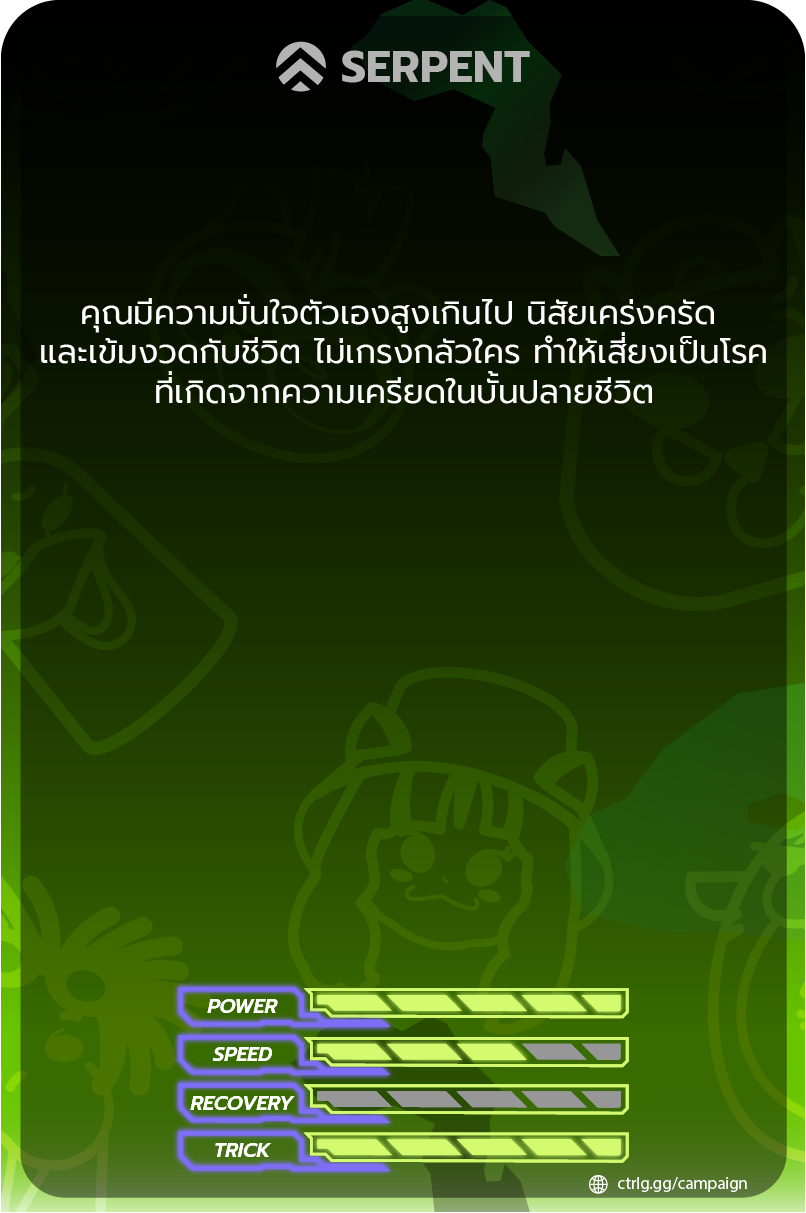 SERPENT
คุณมีความมั่นใจตัวเองสูงเกินไป นิสัยเคร่งครัด
และเข้มงวดกับชีวิต ไม่เกรงกลัวใคร ทำให้เสี่ยงเป็นโรค
ที่เกิดจากความเครียดในบั้นปลายชีวิต
POWER
SPEED
RECOVERY
TRICK
ctrlg.gg/campaign